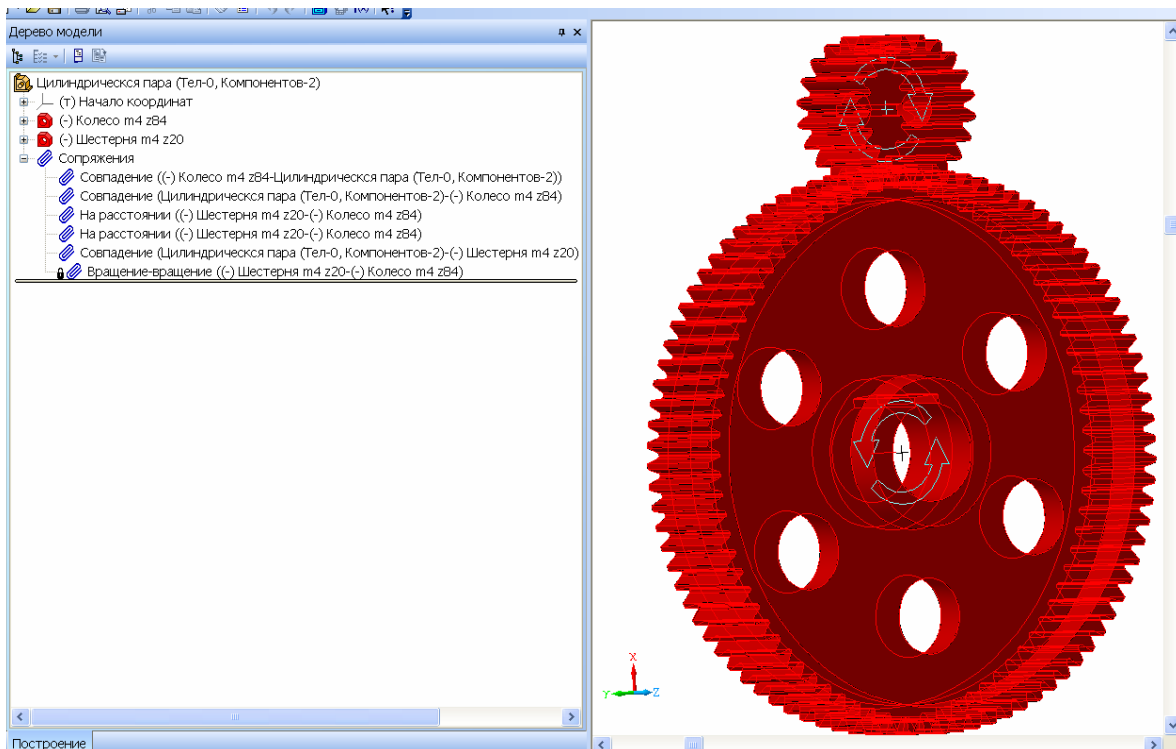 Дерево модели
Цилиндрическся пара (Тел-0, Компонентов-2)
(т) Начало координат
(-) Колесо m4 z84
(-) Шестерня m4 z20
Сопряжения
Совпадение ((-) Колесо m4 z84-Цилиндрическся пара (Тел-0, Компонентов-2))
Совпадение (Цилиндрическся пара (Тел-0, Компонентов-2)-(-) Колесо m4 z84)
На расстоянии ((-) Шестерня m4 z20-(-) Колесо m4 z84)
На расстоянии ((-) Шестерня m4 z20-(-) Колесо m4 z84)
Совпадение (Цилиндрическся пара (Тел-0, Компонентов-2)-(-) Шестерня m4 z20)
Вращение-вращение ((-) Шестерня m4 z20-(-) Колесо m4 z84)
X
Y
Z
Построение